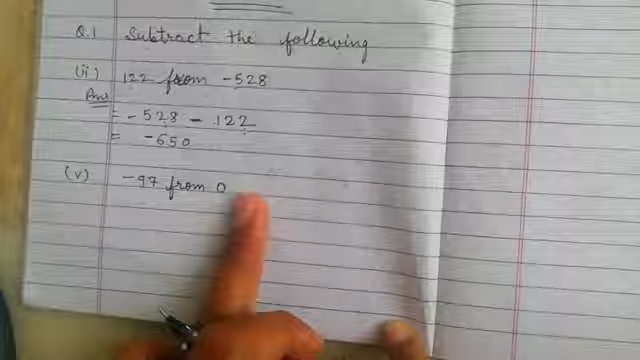 Q.1 Subtract the following
(ii) 122 from -528
Ans
= -528 - 122
= -650
(v) -97 from 0